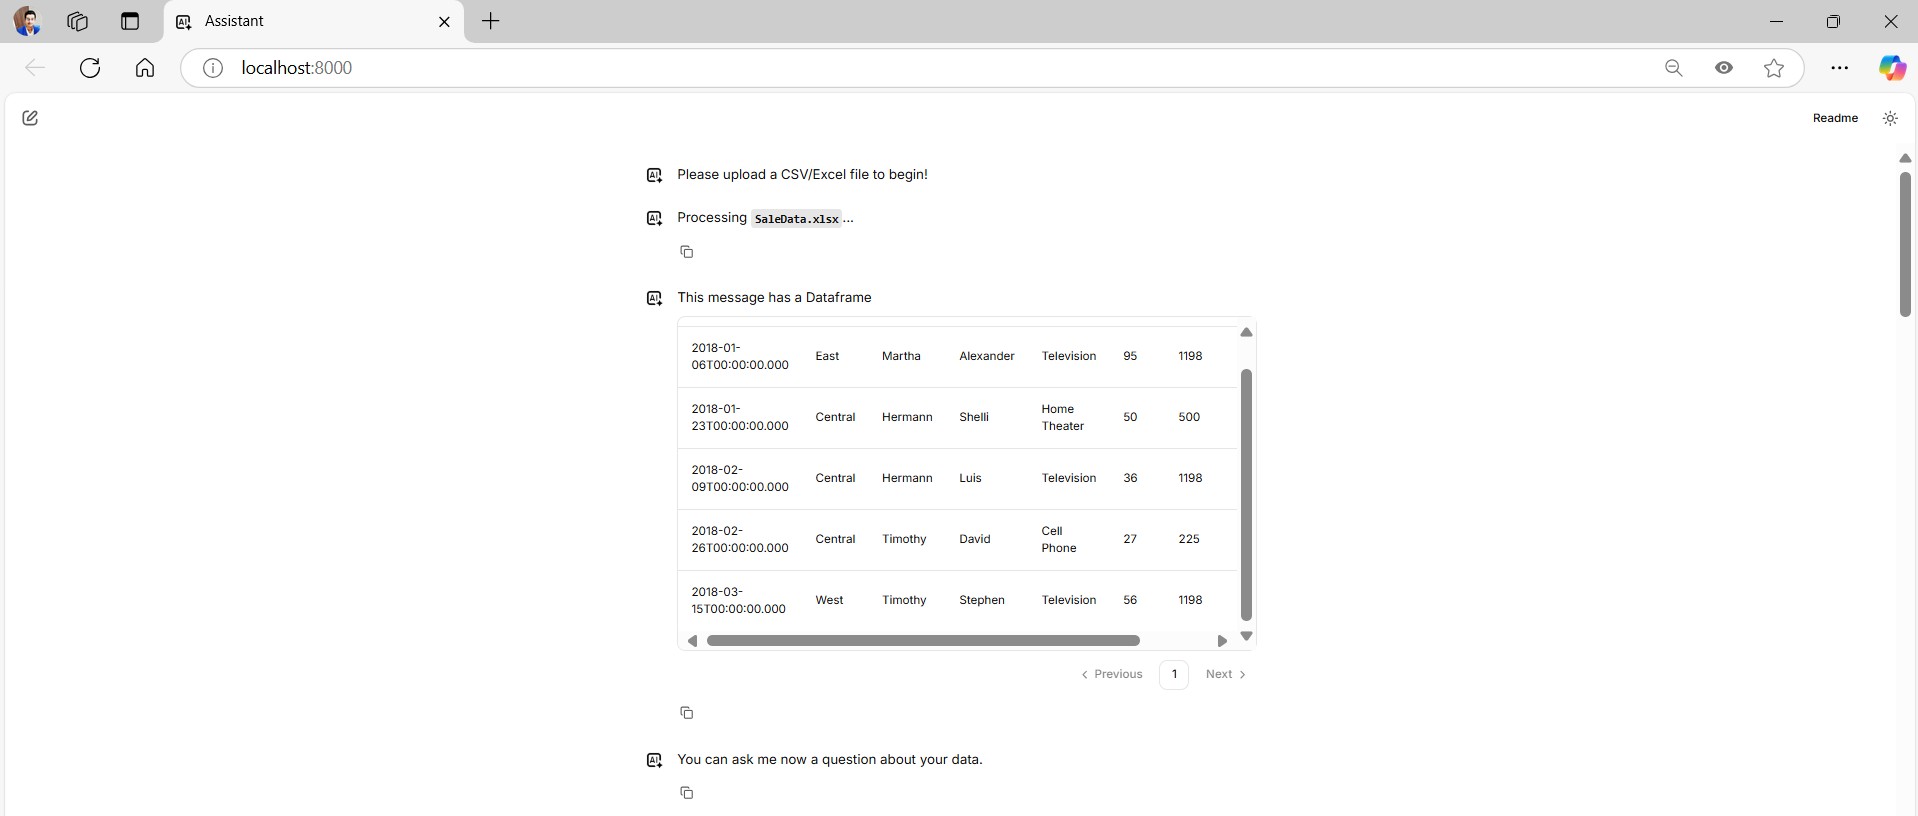 Assistant
localhost:8000
Readme
Please upload a CSV/Excel file to begin!
Processing SaleData.xlsx...
This message has a Dataframe
2018-01-
06T00:00:00.000 East Martha Alexander Television 95 1198
2018-01-
23T00:00:00.000 Central Hermann Shelli Home
Theater 50 500
2018-02-
09T00:00:00.000 Central Hermann Luis Television 36 1198
2018-02-
26T00:00:00.000 Central Timothy David Cell
Phone 27 225
2018-03-
15T00:00:00.000 West Timothy Stephen Television 56 1198
Previous 1 Next
You can ask me now a question about your data.